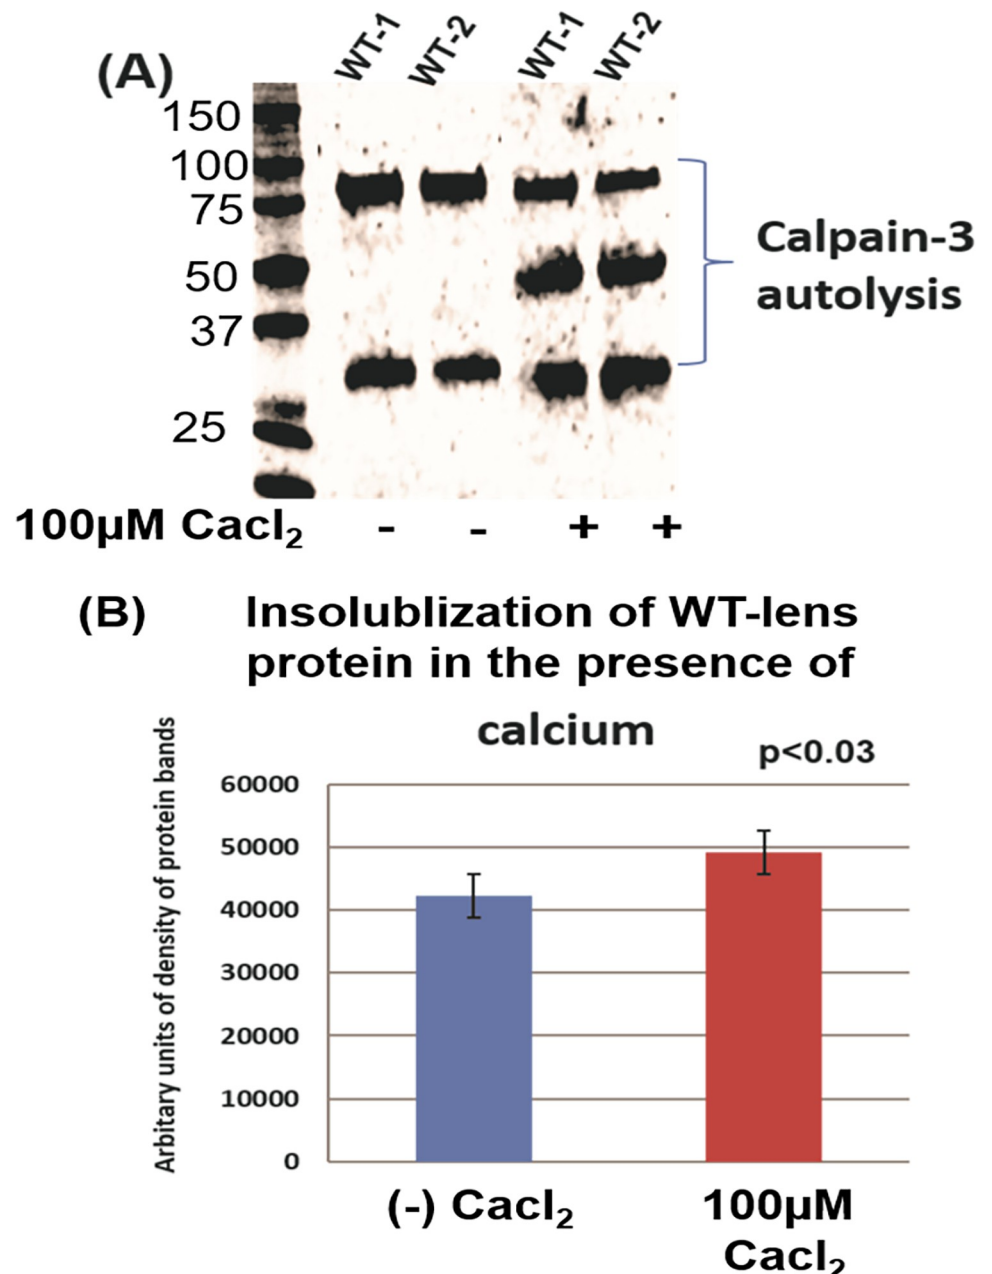 (A)
WT-1 WT-2 WT-1 WT-2
150
100
75
50
37
25
Calpain-3
autolysis
100µM Cacl₂ - - + +
(B)
Insolublization of WT-lens
protein in the presence of
calcium
p<0.03
Arbitary units of density of protein bands
60000
50000
40000
30000
20000
10000
0
(-) Cacl₂
100µM
Cacl₂